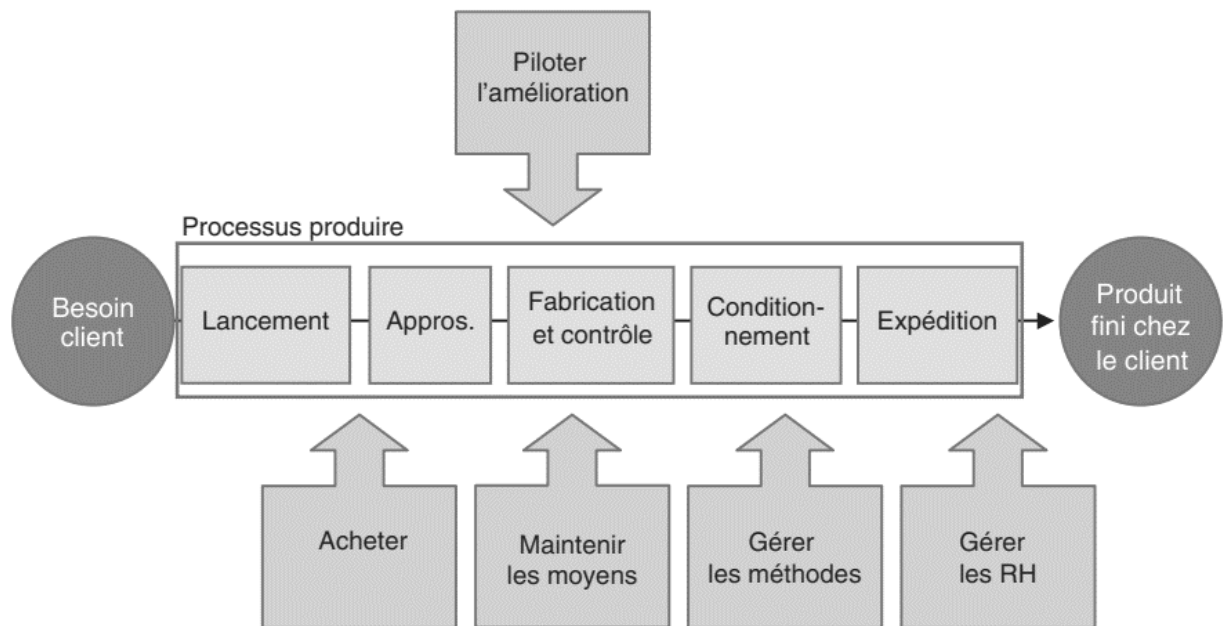 Piloter
l'amélioration
Processus produire
Besoin
client
Lancement
Appros.
Fabrication
et contrôle
Condition-
nement
Expédition
Produit
fini chez
le client
Acheter
Maintenir
les moyens
Gérer
les méthodes
Gérer
les RH